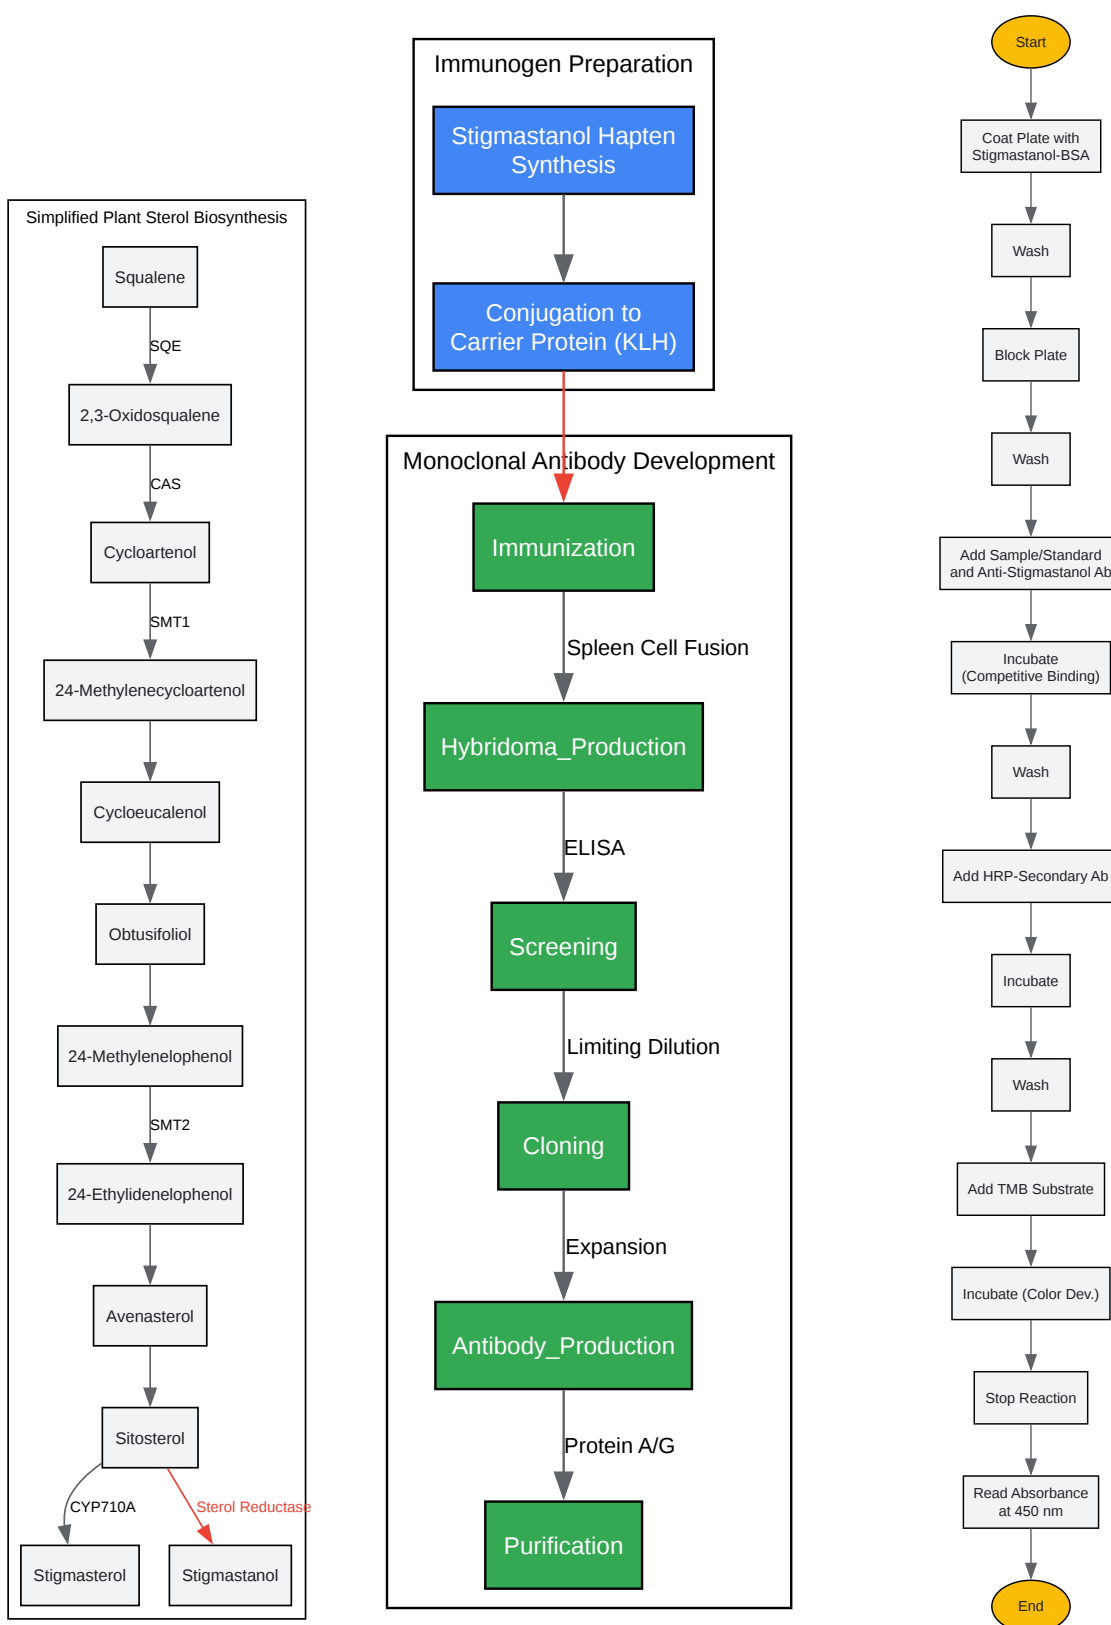 Simplified Plant Sterol Biosynthesis
Squalene
SQE
2,3-Oxidosqualene
CAS
Cycloartenol
SMT1
24-Methylenecycloartenol
Cycloeucalenol
Obtusifoliol
24-Methylenelophenol
SMT2
24-Ethylidenelophenol
Avenasterol
Sitosterol
CYP710A
Sterol Reductase
Stigmasterol
Stigmastanol
Immunogen Preparation
Stigmastanol Hapten
Synthesis
Conjugation to
Carrier Protein (KLH)
Monoclonal Antibody Development
Immunization
Spleen Cell Fusion
Hybridoma_Production
ELISA
Screening
Limiting Dilution
Cloning
Expansion
Antibody_Production
Protein A/G
Purification
Start
Coat Plate with
Stigmastanol-BSA
Wash
Block Plate
Wash
Add Sample/Standard
and Anti-Stigmastanol Ab
Incubate
(Competitive Binding)
Wash
Add HRP-Secondary Ab
Incubate
Wash
Add TMB Substrate
Incubate (Color Dev.)
Stop Reaction
Read Absorbance
at 450 nm
End